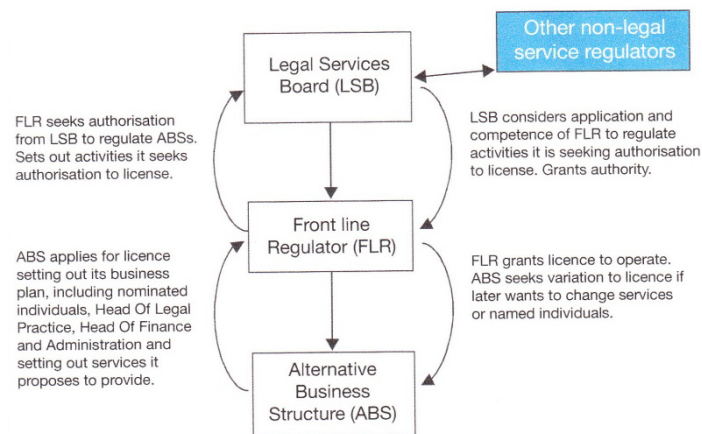 Other non-legal
service regulators
Legal Services
Board (LSB)
FLR seeks authorisation
from LSB to regulate ABSs.
Sets out activities it seeks
authorisation to license.
LSB considers application and
competence of FLR to regulate
activities it is seeking authorisation
to license. Grants authority.
Front line
Regulator (FLR)
ABS applies for licence
setting out its business
plan, including nominated
individuals, Head Of Legal
Practice, Head Of Finance
and Administration and
setting out services it
proposes to provide.
FLR grants licence to operate.
ABS seeks variation to licence if
later wants to change services
or named individuals.
Alternative
Business
Structure (ABS)